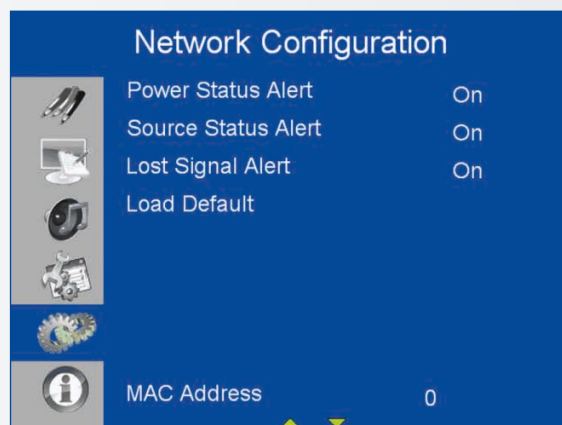 Network Configuration
Power Status Alert On
Source Status Alert On
Lost Signal Alert On
Load Default
MAC Address 0